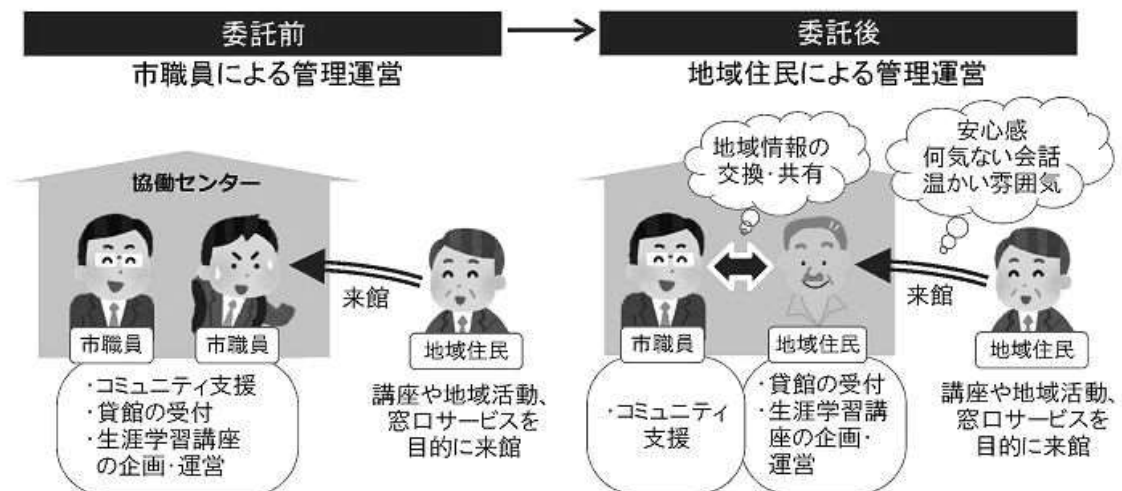 委託前
市職員による管理運営
協働センター
来館
市職員
市職員
地域住民
・コミュニティ支援
・貸館の受付
・生涯学習講座
の企画・運営
講座や地域活動、
窓口サービスを
目的に来館
委託後
地域住民による管理運営
地域情報の
交換・共有
安心感
何気ない会話
温かい雰囲気
来館
市職員
地域住民
地域住民
・コミュニティ
支援
・貸館の受付
・生涯学習講
座の企画・
運営
講座や地域活動、
窓口サービスを
目的に来館